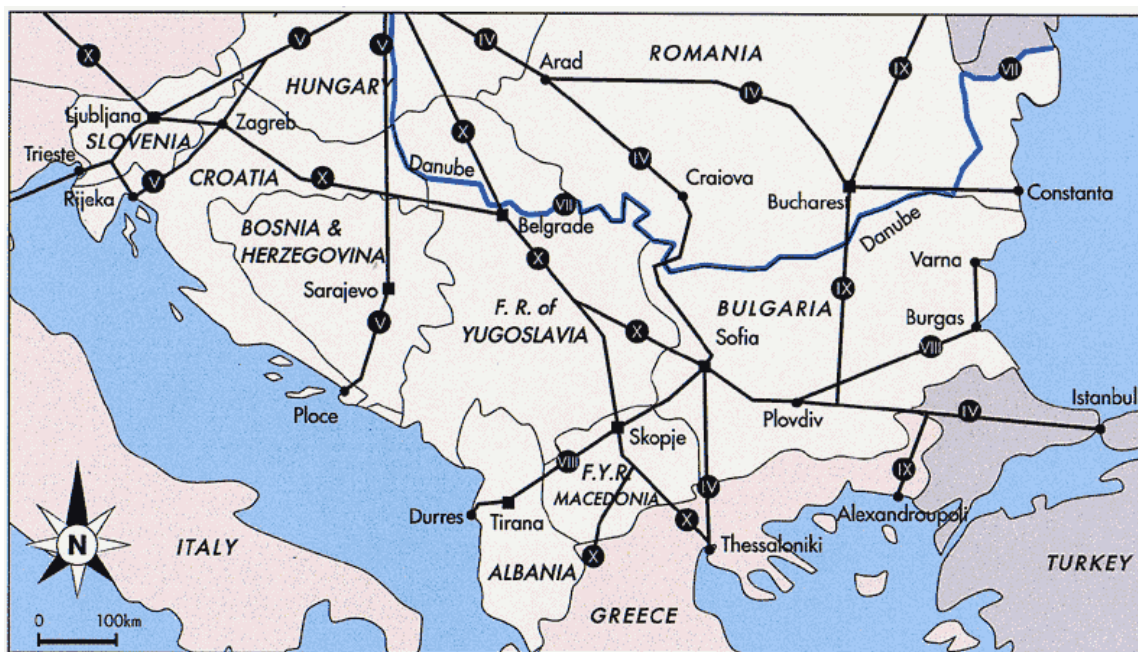 X
V
V
IV
IX
VII
ROMANIA
Arad
HUNGARY
IV
Ljubljana
Zagreb
X
SLOVENIA
Trieste
IV
Danube
Craiova
V
CROATIA
X
Rijeka
Bucharest
Constanta
VII
Belgrade
Danube
BOSNIA &
HERZEGOVINA
X
Varna
Sarajevo
IX
F. R. of
YUGOSLAVIA
BULGARIA
V
X
Sofia
Burgas
VIII
Ploce
Plovdiv
IV
Istanbul
Skopje
VIII
F.Y.R.
MACEDONIA
IX
IV
Durres
Tirana
X
Alexandroupoli
N
ITALY
Thessaloniki
ALBANIA
X
TURKEY
GREECE
0 100km